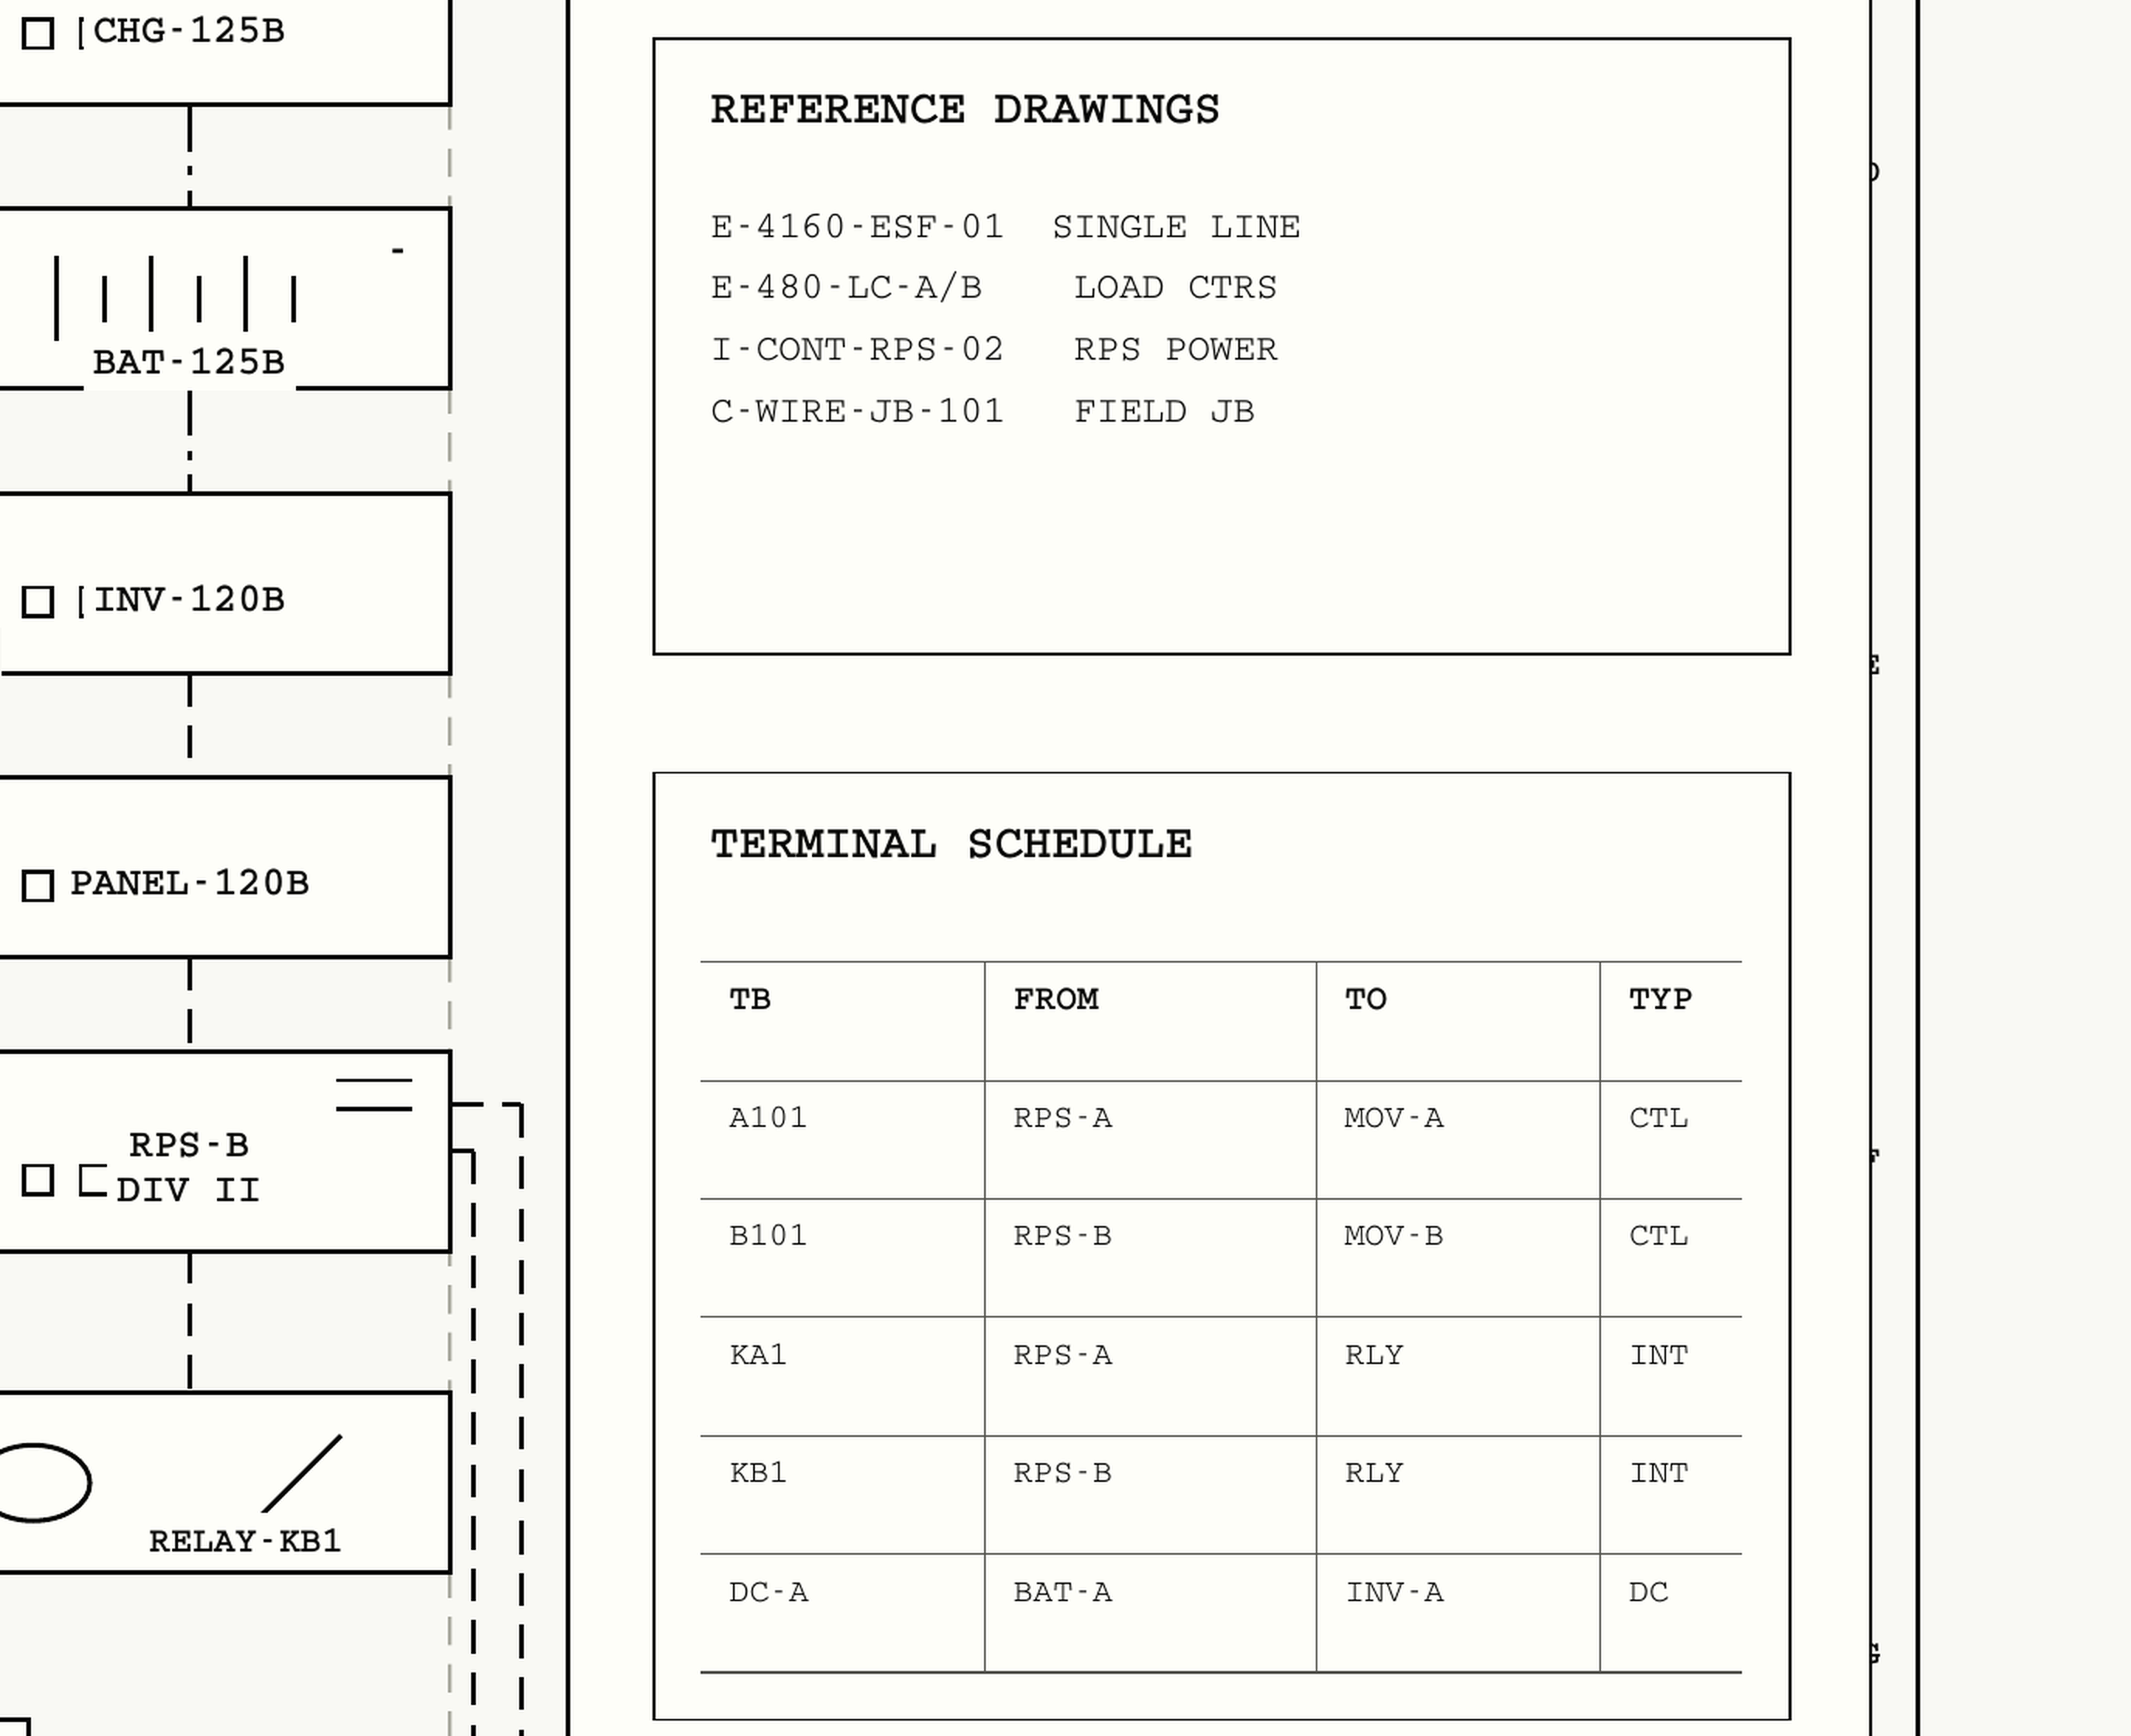 CHG-125B
-
BAT-125B
INV-120B
PANEL-120B
RPS-B
DIV II
RELAY-KB1
REFERENCE DRAWINGS
E-4160-ESF-01 SINGLE LINE
E-480-LC-A/B LOAD CTRS
I-CONT-RPS-02 RPS POWER
C-WIRE-JB-101 FIELD JB
TERMINAL SCHEDULE
TB FROM TO TYP
A101 RPS-A MOV-A CTL
B101 RPS-B MOV-B CTL
KA1 RPS-A RLY INT
KB1 RPS-B RLY INT
DC-A BAT-A INV-A DC